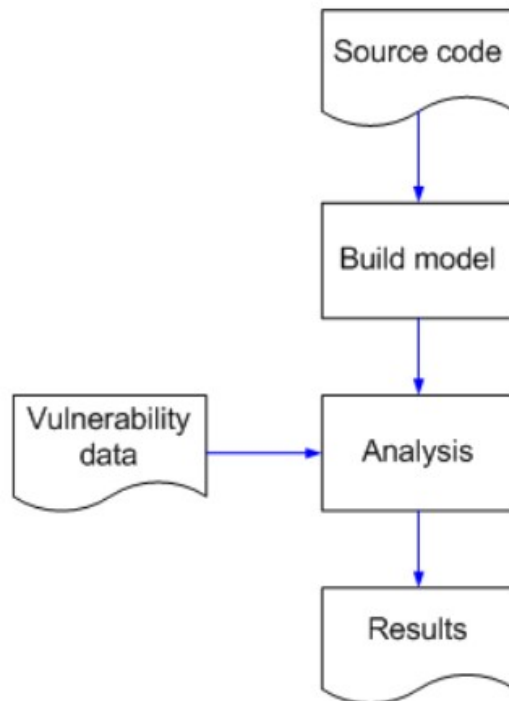 Source code
Build model
Vulnerability
data
Analysis
Results